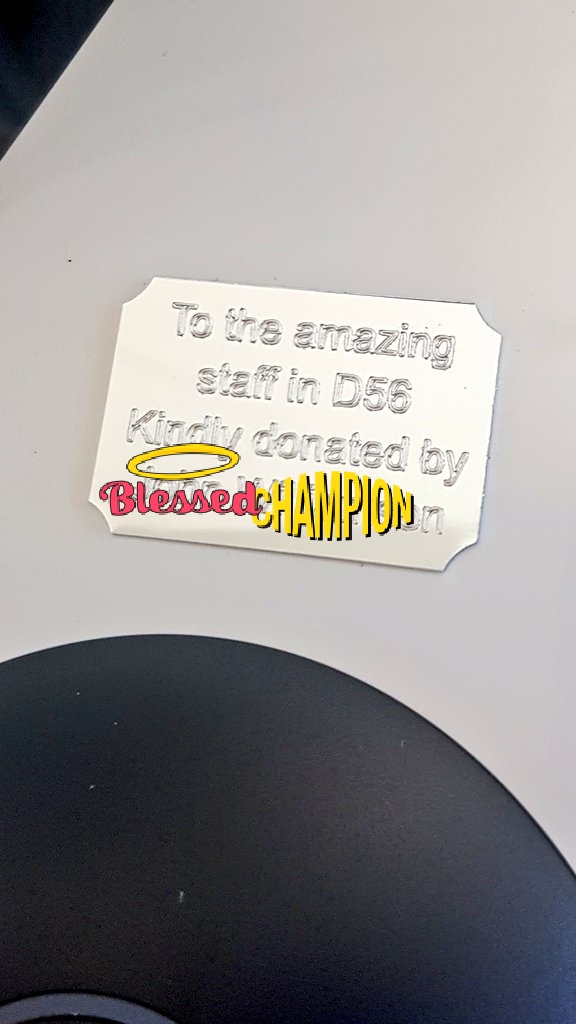 To the amazing
staff in D56
Kindly donated by
Blessed CHAMPION